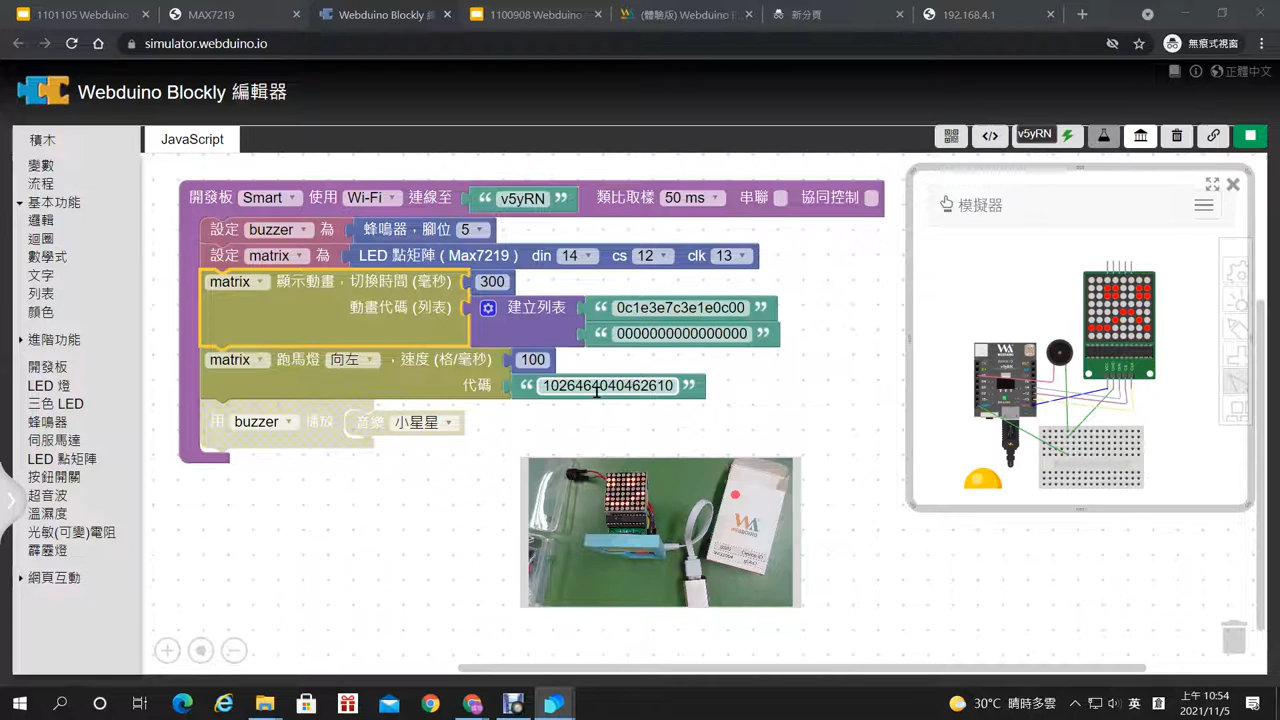 1101105 Webduino
MAX7219
Webduino Blockly 編
1100908 Webduino
(體驗版) Webduino
新分頁
192.168.4.1
simulator.webduino.io
無痕式視窗
Webduino Blockly 編輯器
正體中文
積木
JavaScript
v5yRN
變數
流程
基本功能
邏輯
迴圈
數學式
文字
列表
顏色
進階功能
開發板
LED 燈
三色 LED
蜂鳴器
伺服馬達
LED 點矩陣
按鈕開關
超音波
溫濕度
光敏(可變)電阻
霹靂燈
網頁互動
開發板 Smart 使用 Wi-Fi 連線至 “ v5yRN ” 類比取樣 50 ms 串聯 協同控制
設定 buzzer 為 蜂鳴器，腳位 5
設定 matrix 為 LED 點矩陣 ( Max7219 ) din 14 cs 12 clk 13
matrix 顯示動畫，切換時間 (毫秒) 300
動畫代碼 (列表) 建立列表 “ 0c1e3e7c3e1e0c00 ”
“ 0000000000000000 ”
matrix 跑馬燈 向左 ，速度 (格/毫秒) 100
代碼 “ 1026464040462610 ”
用 buzzer 播放 音樂 小星星
模擬器
30°C 晴時多雲
英
上午 10:54
2021/11/5